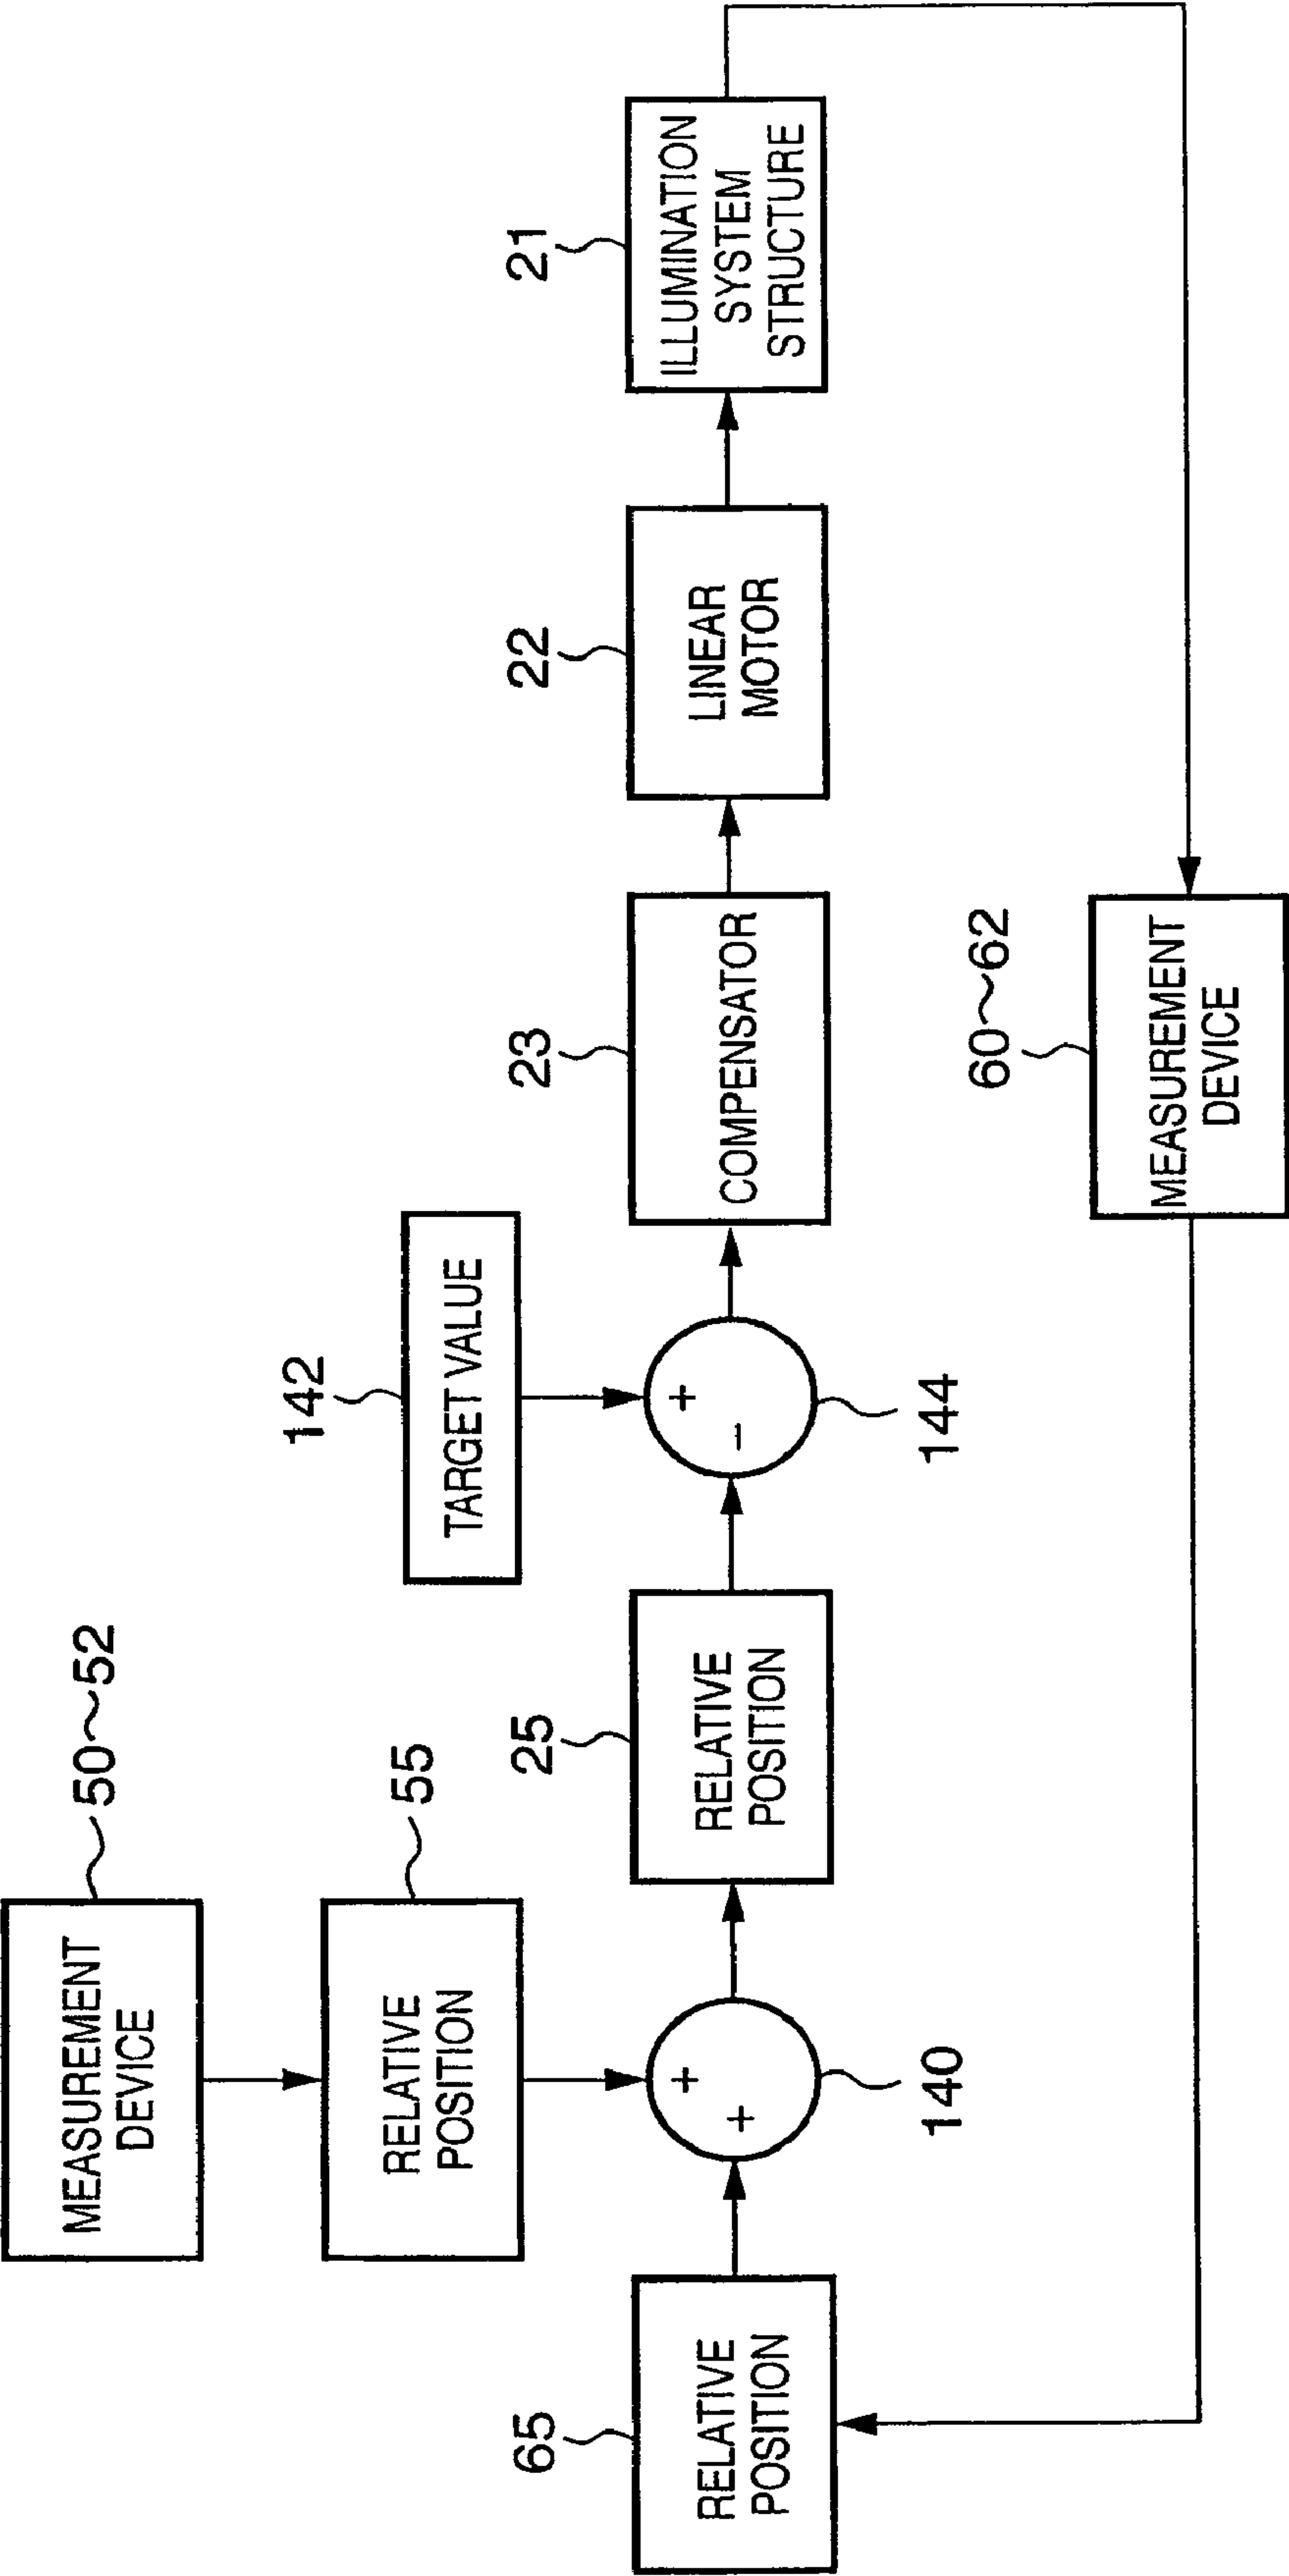 50~52
MEASUREMENT
DEVICE
55
RELATIVE
POSITION
142
TARGET VALUE
65
RELATIVE
POSITION
+
+
140
25
RELATIVE
POSITION
+
-
144
23
COMPENSATOR
22
LINEAR
MOTOR
21
ILLUMINATION
SYSTEM
STRUCTURE
60~62
MEASUREMENT
DEVICE